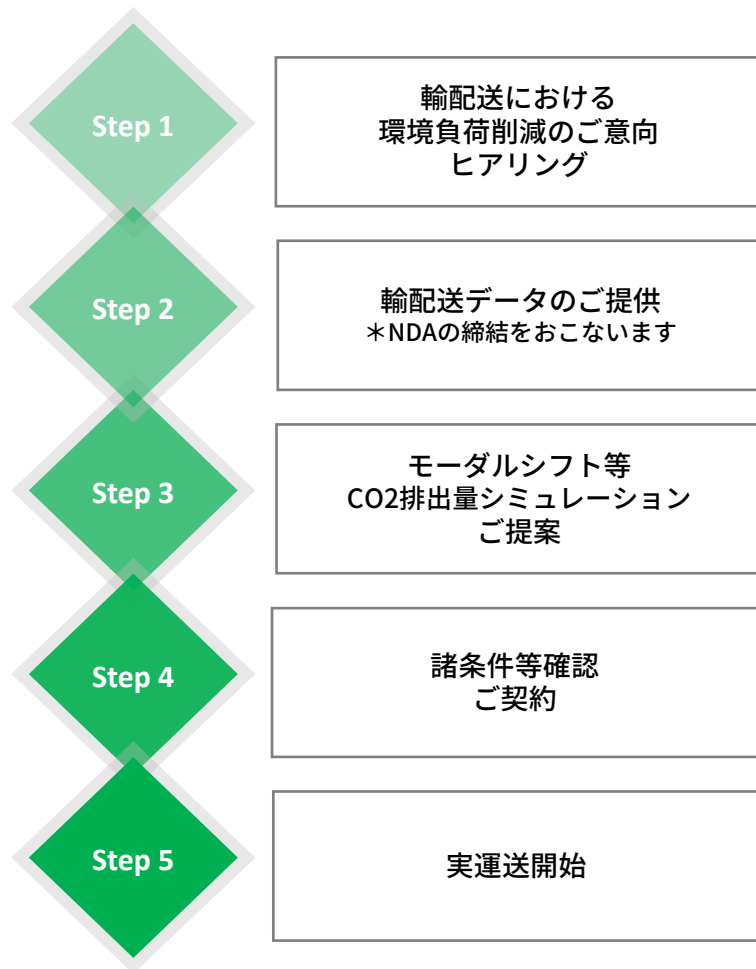 Step 1
輸配送における
環境負荷削減のご意向
ヒアリング
Step 2
輸配送データのご提供
＊NDAの締結をおこないます
Step 3
モーダルシフト等
CO2排出量シミュレーション
ご提案
Step 4
諸条件等確認
ご契約
Step 5
実運送開始